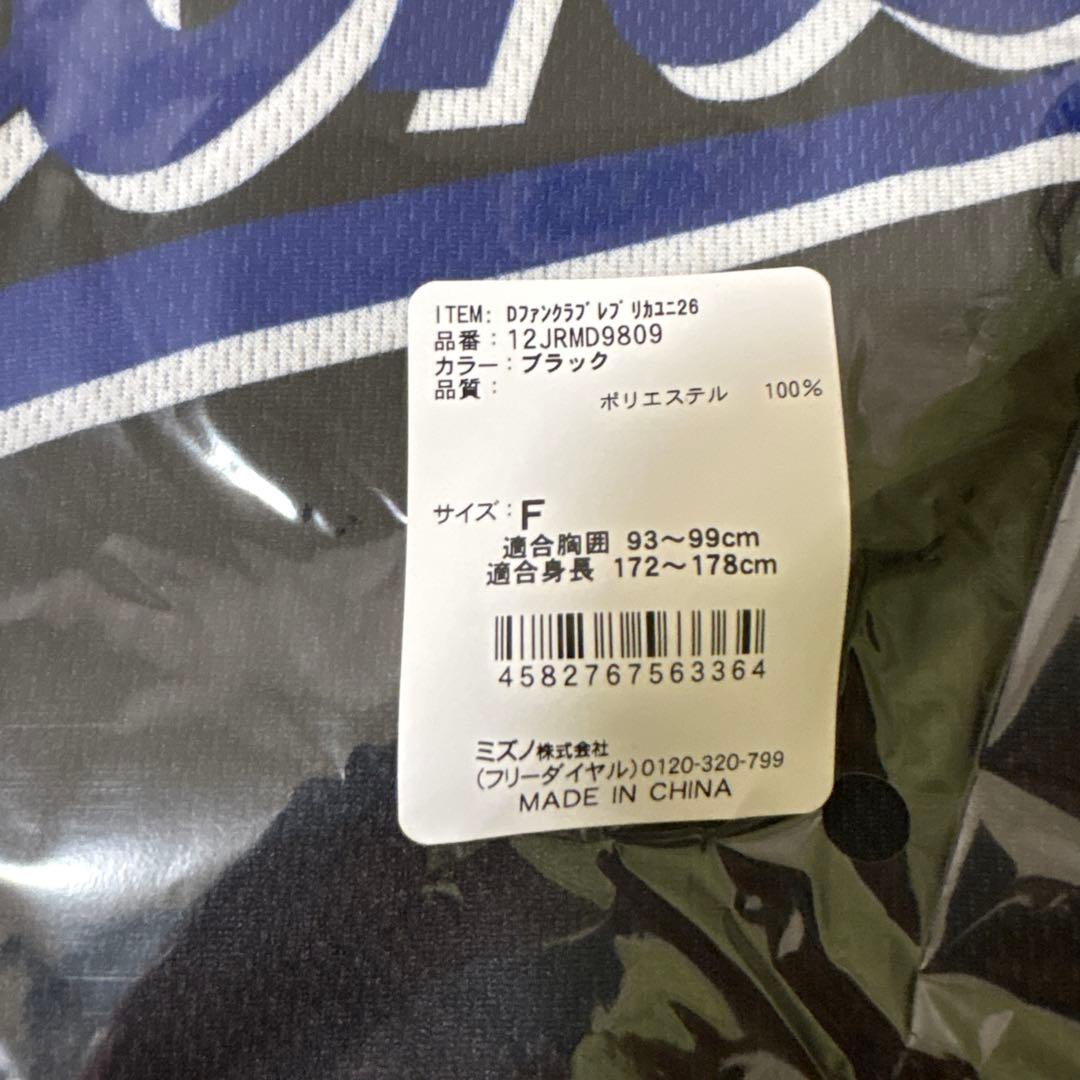 ITEM: Dﾌｧﾝｸﾗﾌﾞﾚﾌﾟﾘｶﾕﾆ26
品番：12JRMD9809
カラー：ブラック
品質：
ポリエステル 100%
サイズ：F
適合胸囲 93～99cm
適合身長 172～178cm
4582767563364
ミズノ株式会社
(フリーダイヤル)0120-320-799
MADE IN CHINA